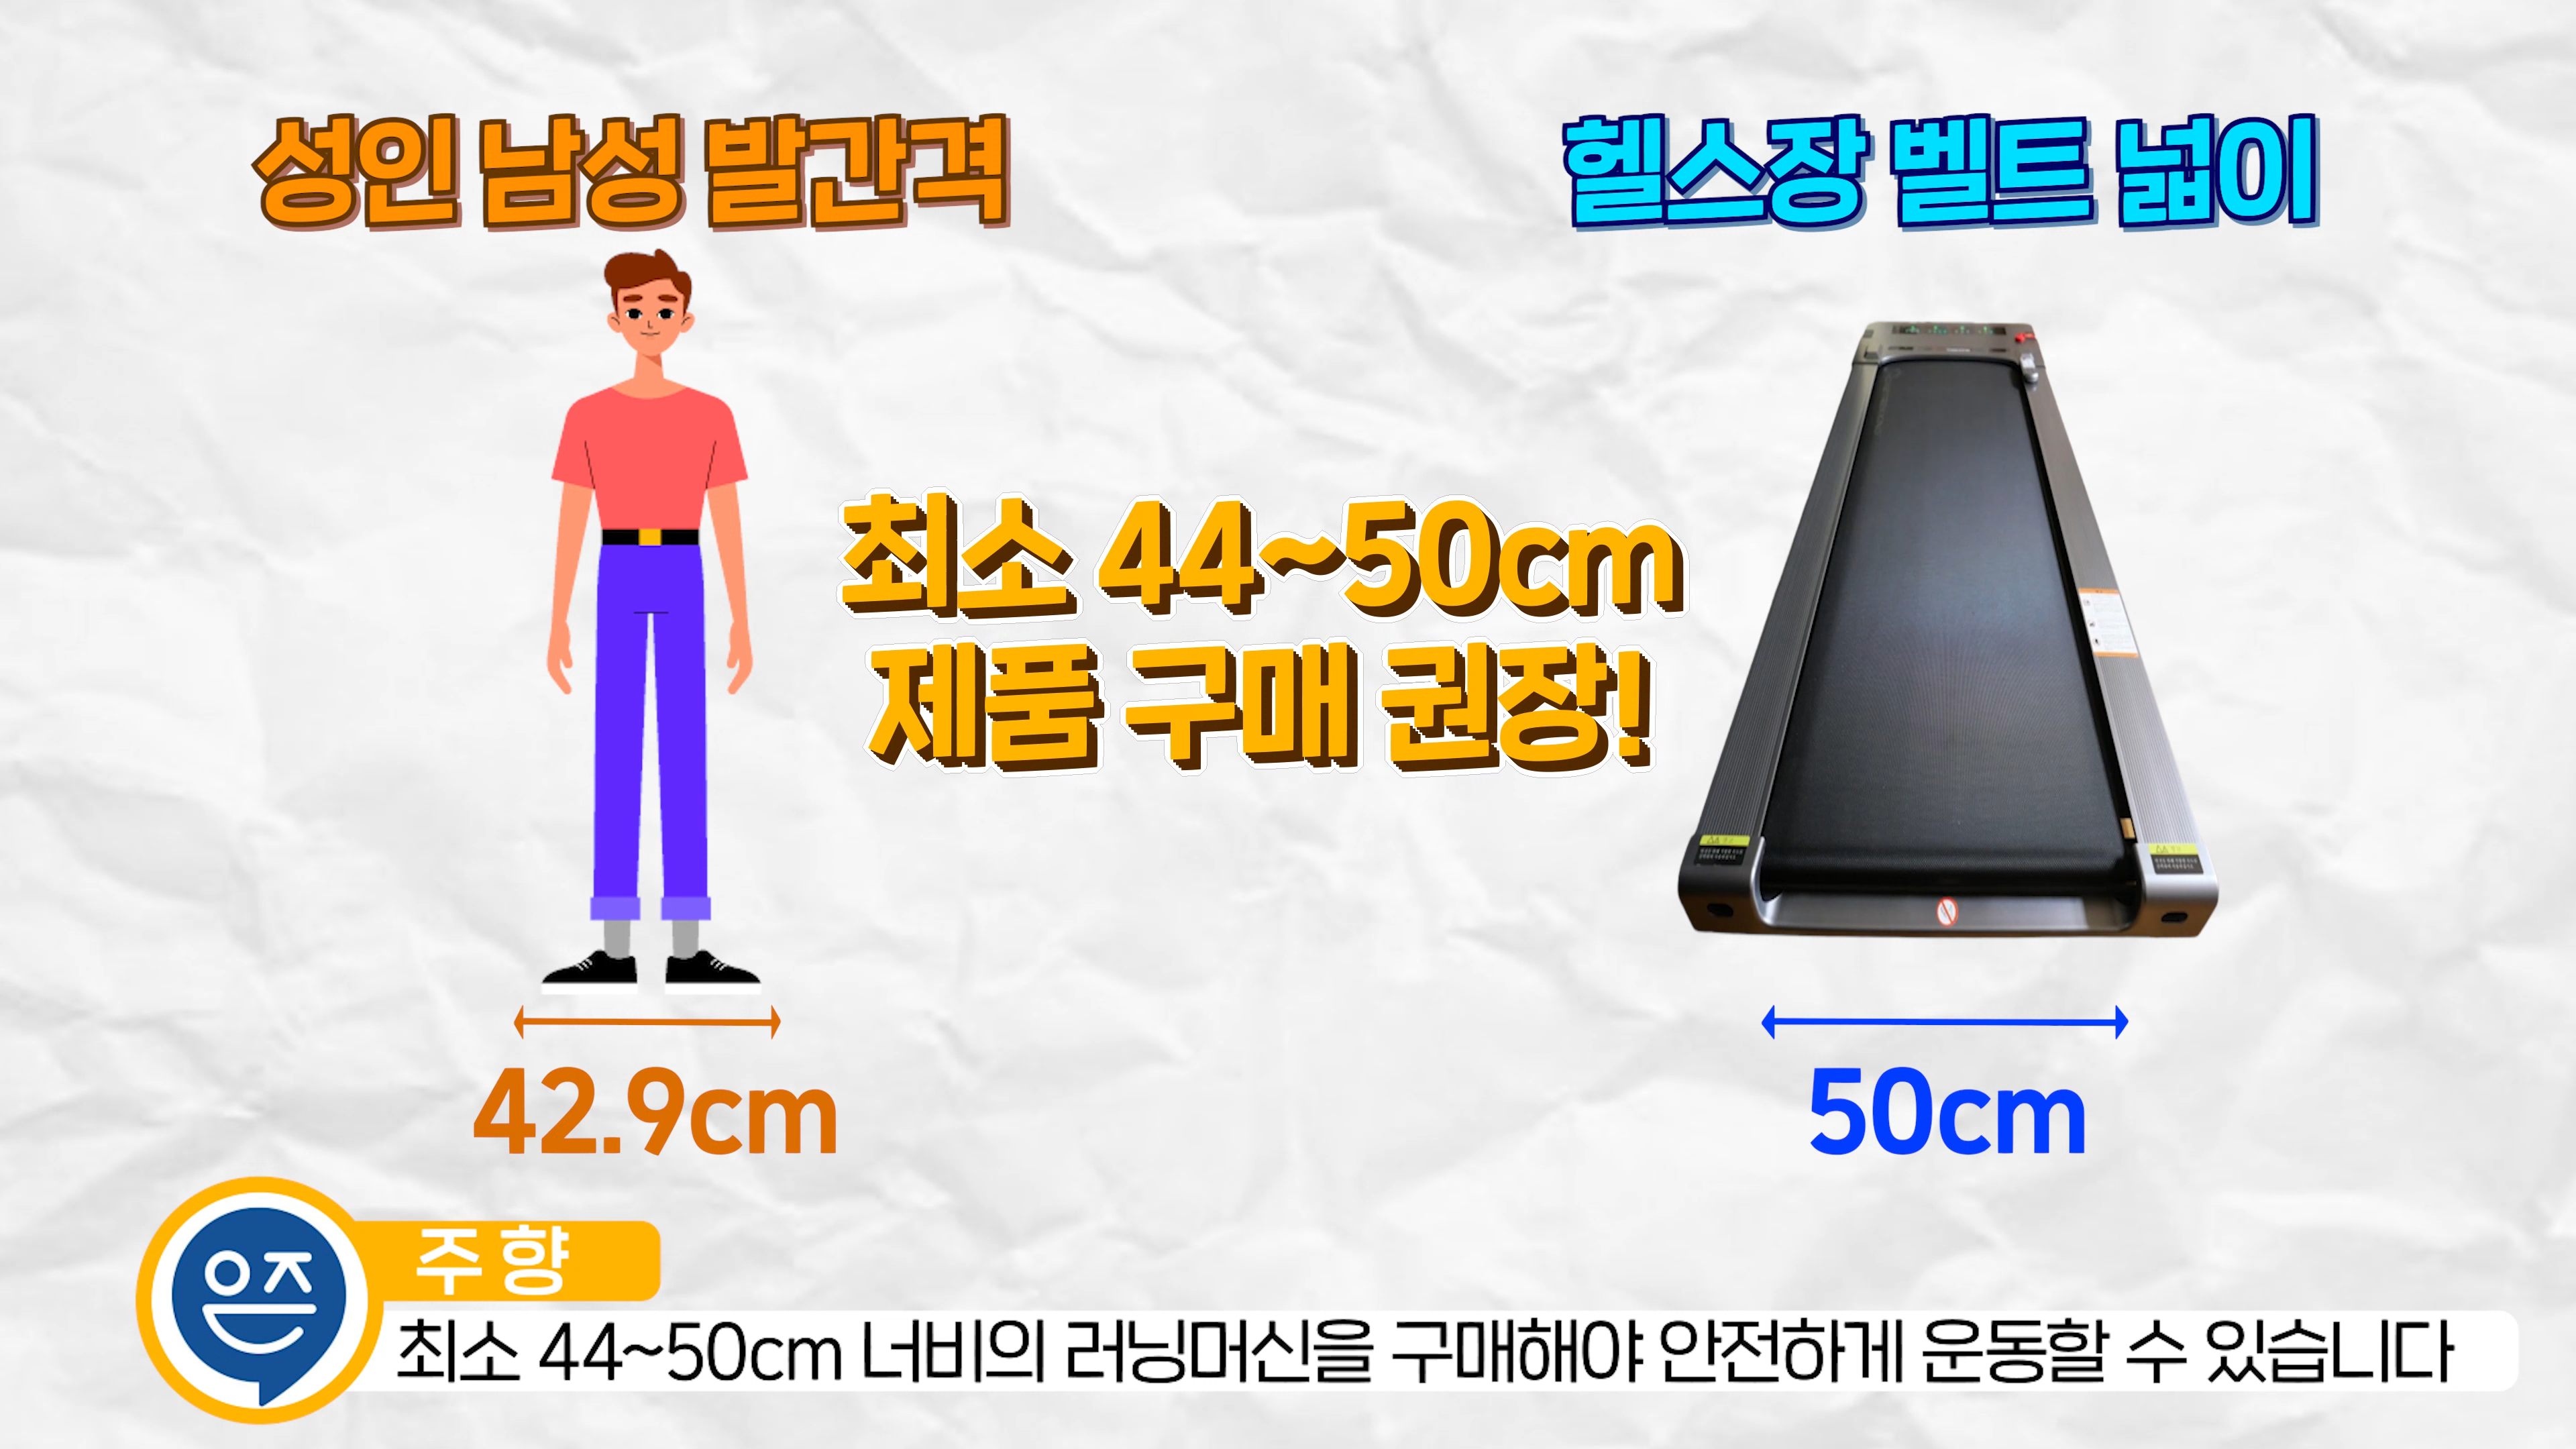 성인 남성 발간격
헬스장 벨트 넓이
최소 44~50cm
제품 구매 권장!
42.9cm
50cm
으즈
주향
최소 44~50cm 너비의 러닝머신을 구매해야 안전하게 운동할 수 있습니다